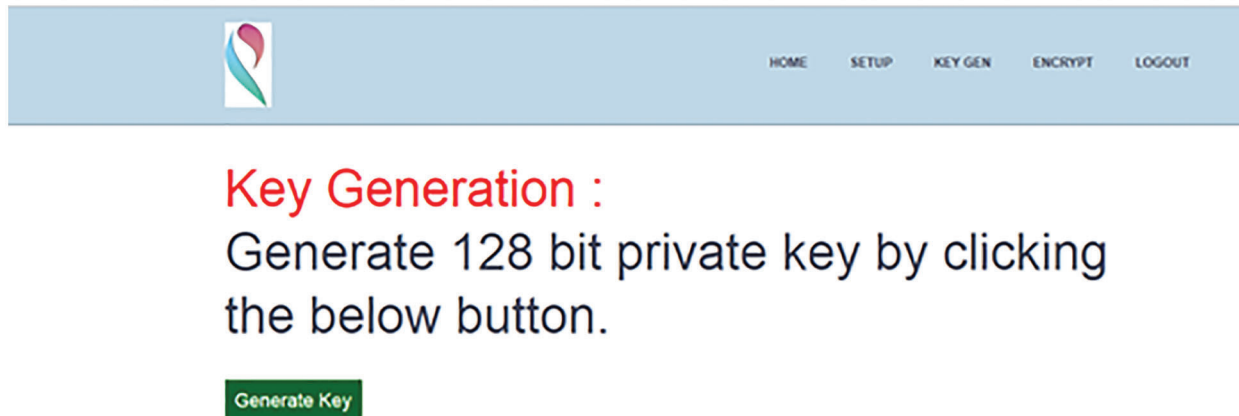 HOME SETUP KEY GEN ENCRYPT LOGOUT
Key Generation :
Generate 128 bit private key by clicking
the below button.
Generate Key